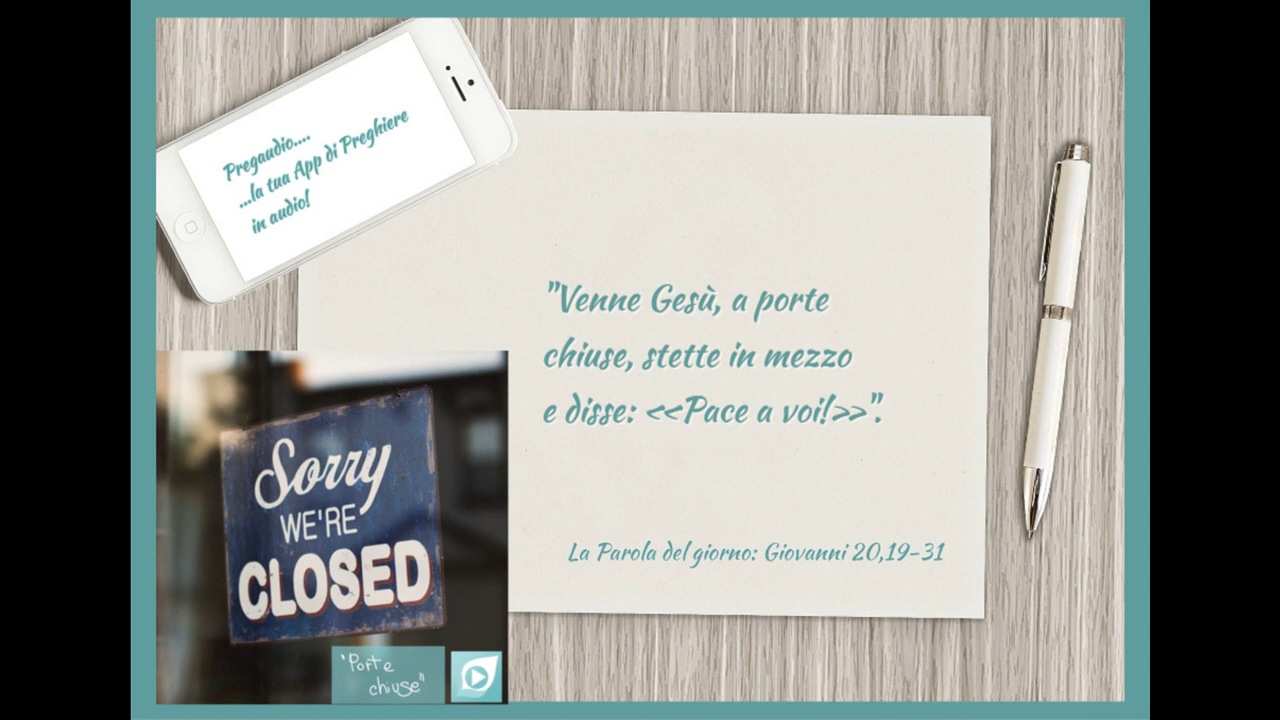 Pregaudio....
...la tua App di Preghiere
in audio!
"Venne Gesù, a porte
chiuse, stette in mezzo
e disse: <<Pace a voi!>>".
La Parola del giorno: Giovanni 20,19-31
Sorry
WE'RE
CLOSED
"Porte
chiuse"